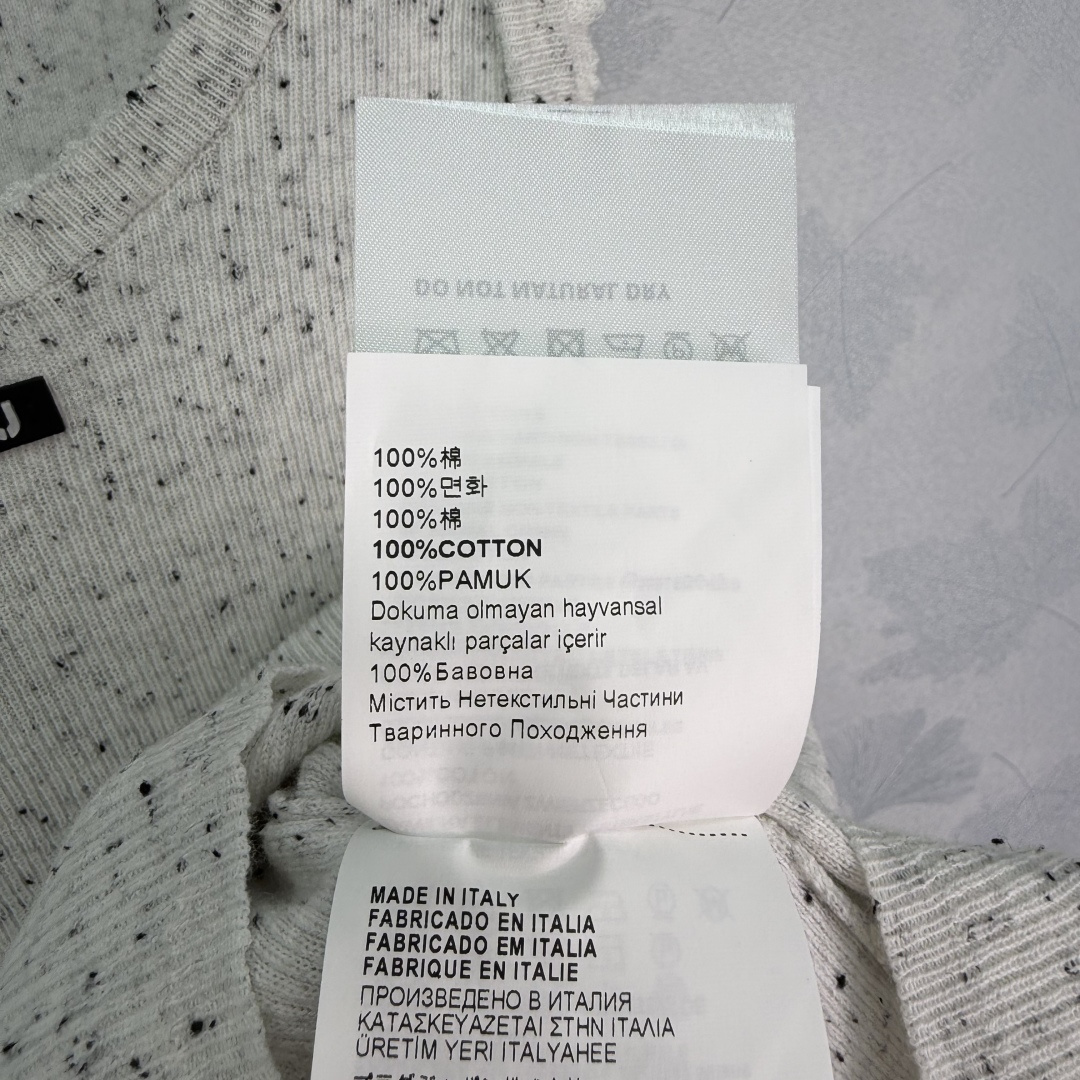 DO NOT NATURAL DRY
100%棉
100%면화
100%棉
100%COTTON
100%PAMUK
Dokuma olmayan hayvansal
kaynaklı parçalar içerir
100%Бавовна
Містить Нетекстильні Частини
Тваринного Походження
MADE IN ITALY
FABRICADO EN ITALIA
FABRICADO EM ITALIA
FABRIQUE EN ITALIE
ПРОИЗВЕДЕНО В ИТАЛИЯ
ΚΑΤΑΣΚΕΥΑΖΕΤΑΙ ΣΤΗΝ ΙΤΑΛΙΑ
ÜRETİM YERI ITALYAHEE